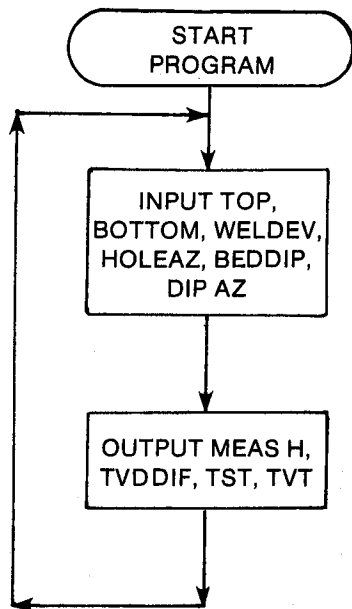 START
PROGRAM
INPUT TOP,
BOTTOM, WELDEV,
HOLEAZ, BEDDIP,
DIP AZ
OUTPUT MEAS H,
TVDDIF, TST, TVT